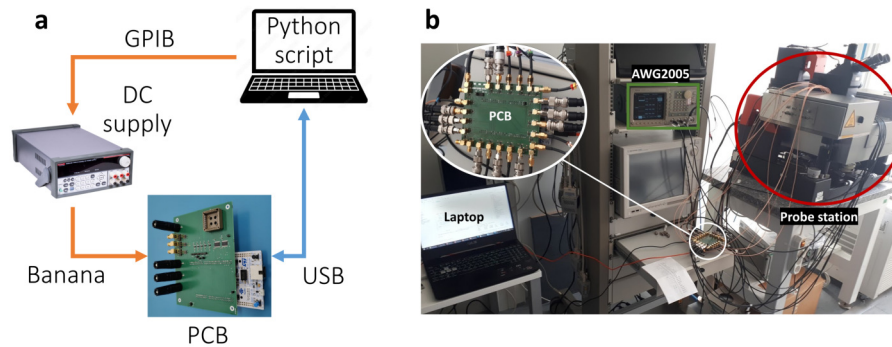 a
Python
script
GPIB
DC
supply
Banana
USB
PCB
b
AWG2005
PCB
Laptop
Probe station